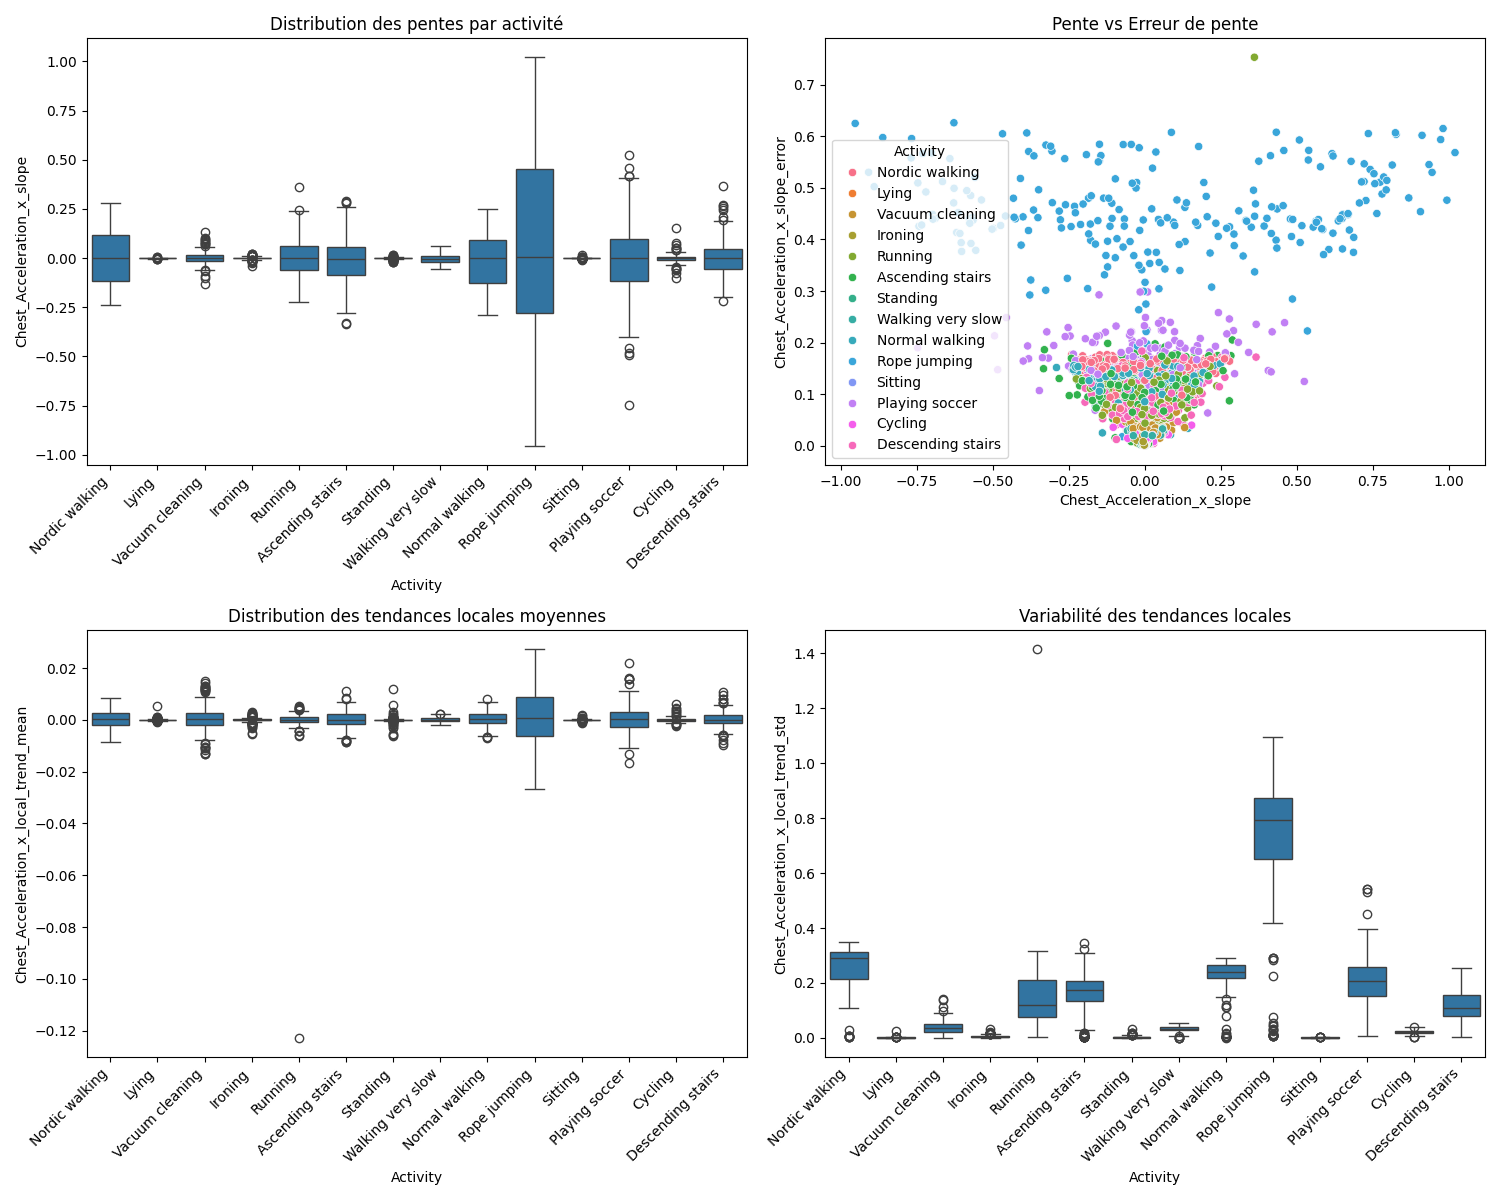 Distribution des pentes par activité
Chest_Acceleration_x_slope
1.00
0.75
0.50
0.25
0.00
−0.25
−0.50
−0.75
−1.00
Nordic walking
Lying
Vacuum cleaning
Ironing
Running
Ascending stairs
Standing
Walking very slow
Normal walking
Rope jumping
Sitting
Playing soccer
Cycling
Descending stairs
Activity
Pente vs Erreur de pente
Chest_Acceleration_x_slope_error
0.7
0.6
0.5
0.4
0.3
0.2
0.1
0.0
Activity
Nordic walking
Lying
Vacuum cleaning
Ironing
Running
Ascending stairs
Standing
Walking very slow
Normal walking
Rope jumping
Sitting
Playing soccer
Cycling
Descending stairs
−1.00
−0.75
−0.50
−0.25
0.00
0.25
0.50
0.75
1.00
Chest_Acceleration_x_slope
Distribution des tendances locales moyennes
Chest_Acceleration_x_local_trend_mean
0.02
0.00
−0.02
−0.04
−0.06
−0.08
−0.10
−0.12
Nordic walking
Lying
Vacuum cleaning
Ironing
Running
Ascending stairs
Standing
Walking very slow
Normal walking
Rope jumping
Sitting
Playing soccer
Cycling
Descending stairs
Activity
Variabilité des tendances locales
Chest_Acceleration_x_local_trend_std
1.4
1.2
1.0
0.8
0.6
0.4
0.2
0.0
Nordic walking
Lying
Vacuum cleaning
Ironing
Running
Ascending stairs
Standing
Walking very slow
Normal walking
Rope jumping
Sitting
Playing soccer
Cycling
Descending stairs
Activity